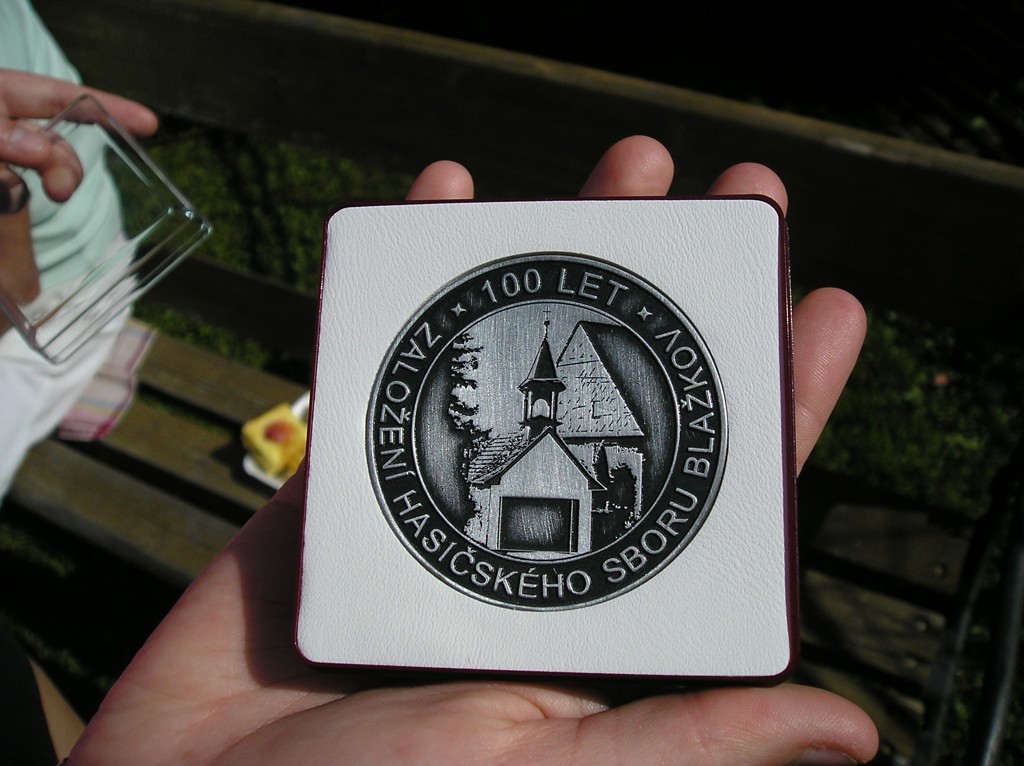 100 LET
ZALOŽENÍ HASIČSKÉHO SBORU BLAŽKOV